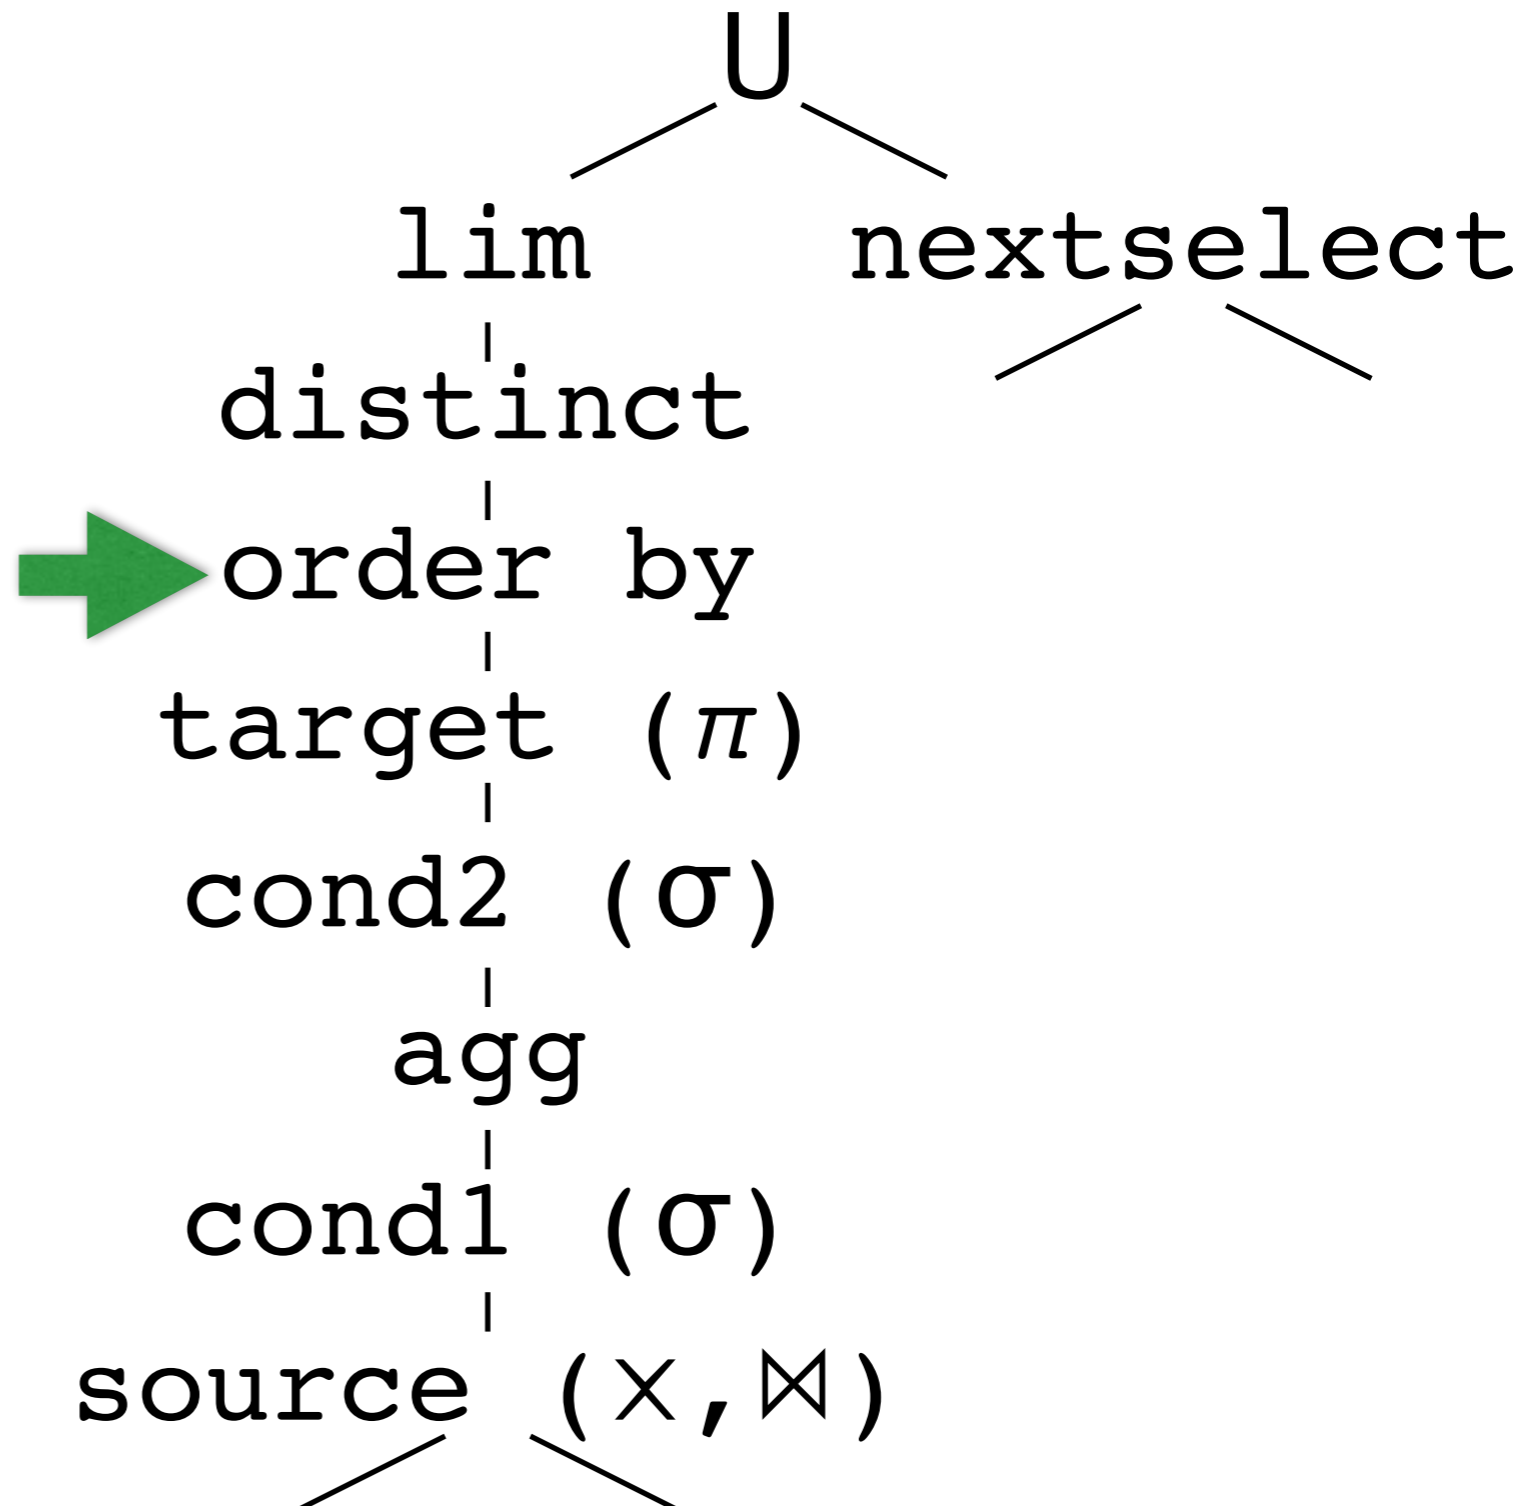 U
lim nextselect
distinct
order by
target (π)
cond2 (σ)
agg
cond1 (σ)
source (×,⋈)